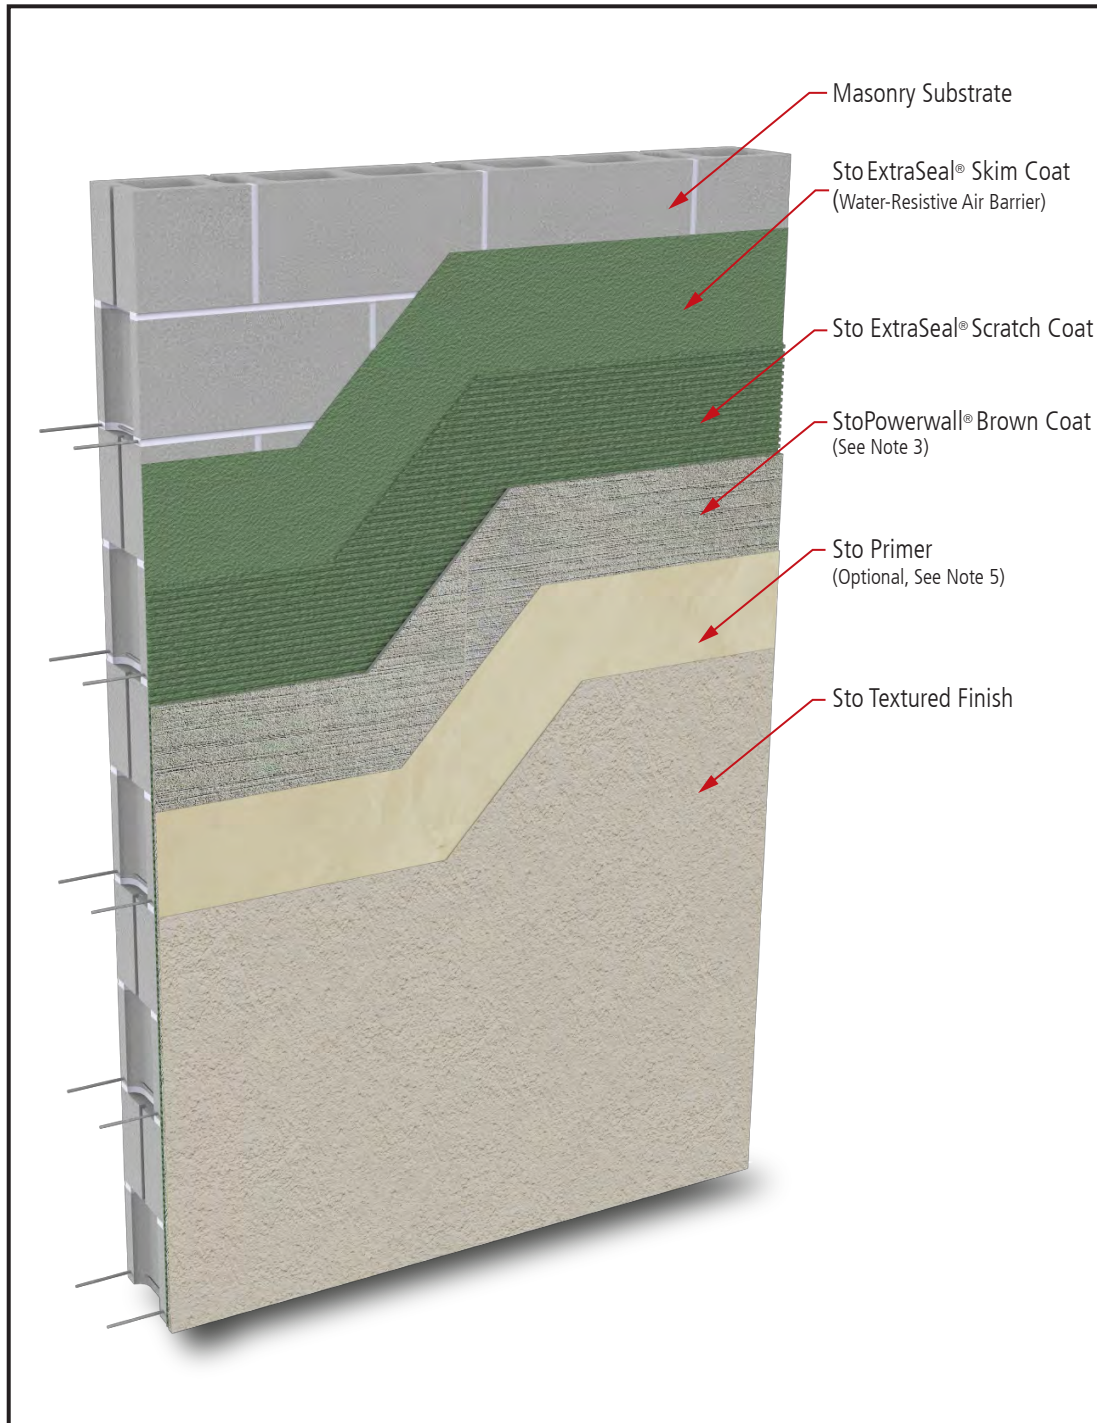 Masonry Substrate
Sto ExtraSeal® Skim Coat
(Water-Resistive Air Barrier)
Sto ExtraSeal® Scratch Coat
StoPowerwall® Brown Coat
(See Note 3)
Sto Primer
(Optional, See Note 5)
Sto Textured Finish